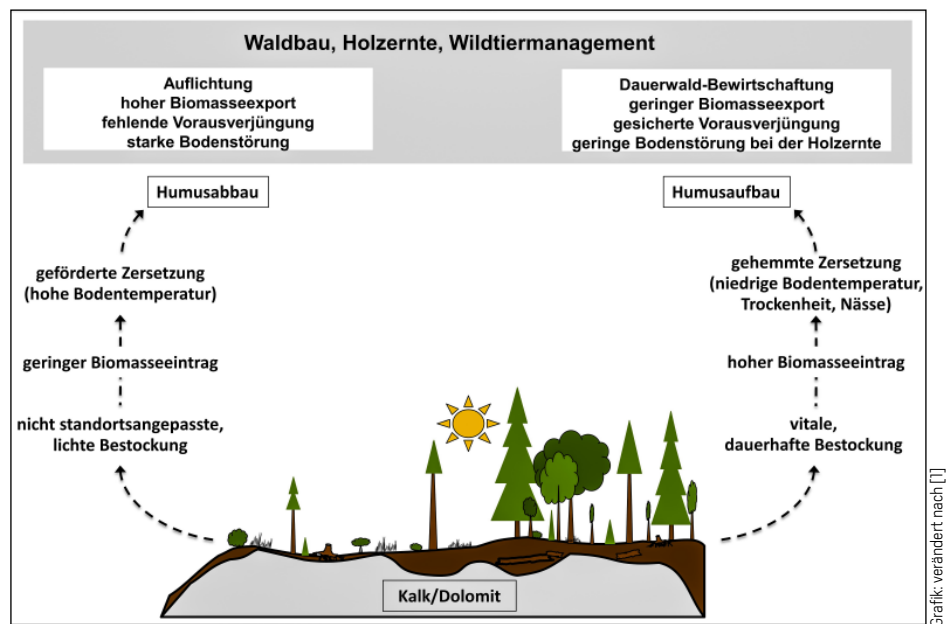 Waldbau, Holzernte, Wildtiermanagement
Auflichtung
hoher Biomasseexport
fehlende Vorausverjüngung
starke Bodenstörung
Dauerwald-Bewirtschaftung
geringer Biomasseexport
gesicherte Vorausverjüngung
geringe Bodenstörung bei der Holzernte
Humusabbau
geförderte Zersetzung
(hohe Bodentemperatur)
geringer Biomasseeintrag
nicht standortsangepasste,
lichte Bestockung
Humusaufbau
gehemmte Zersetzung
(niedrige Bodentemperatur,
Trockenheit, Nässe)
hoher Biomasseeintrag
vitale,
dauerhafte Bestockung
Kalk/Dolomit
Grafik: verändert nach [1]